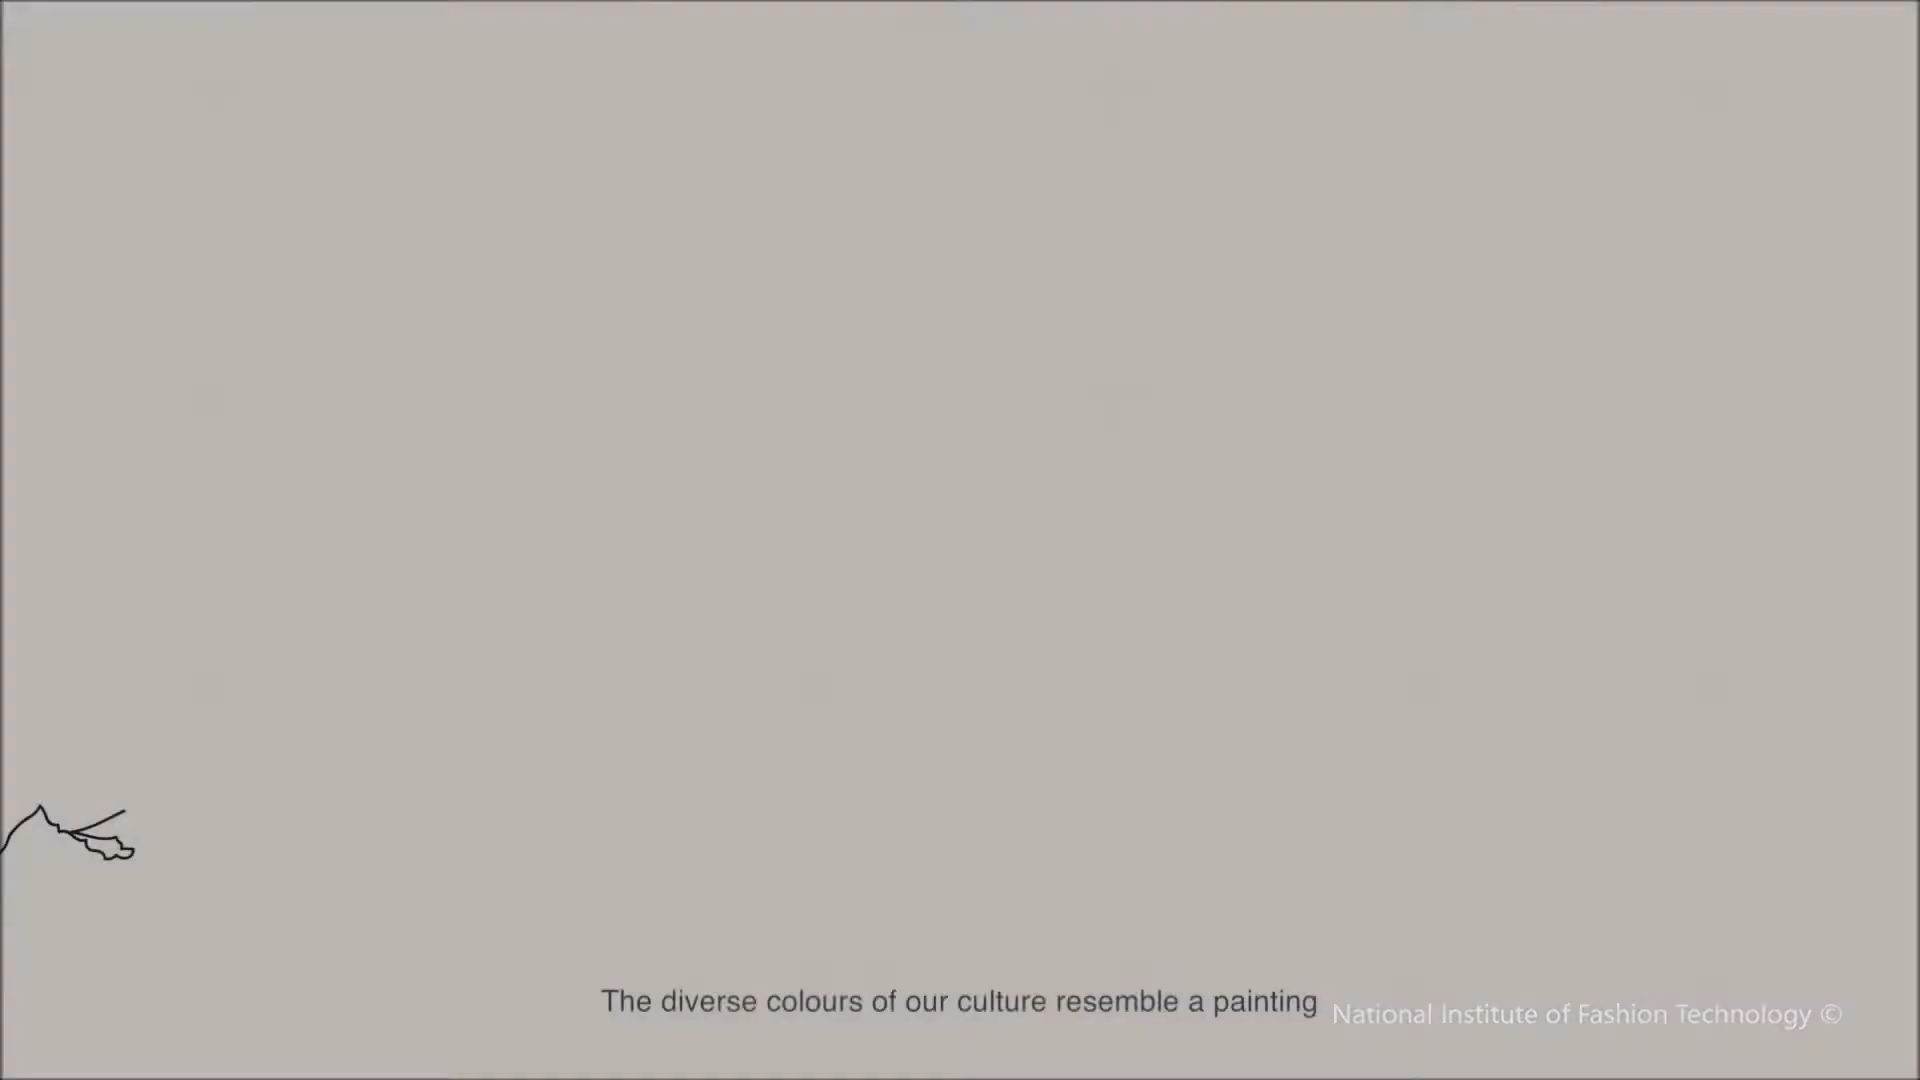 The diverse colours of our culture resemble a painting
National Institute of Fashion Technology ©